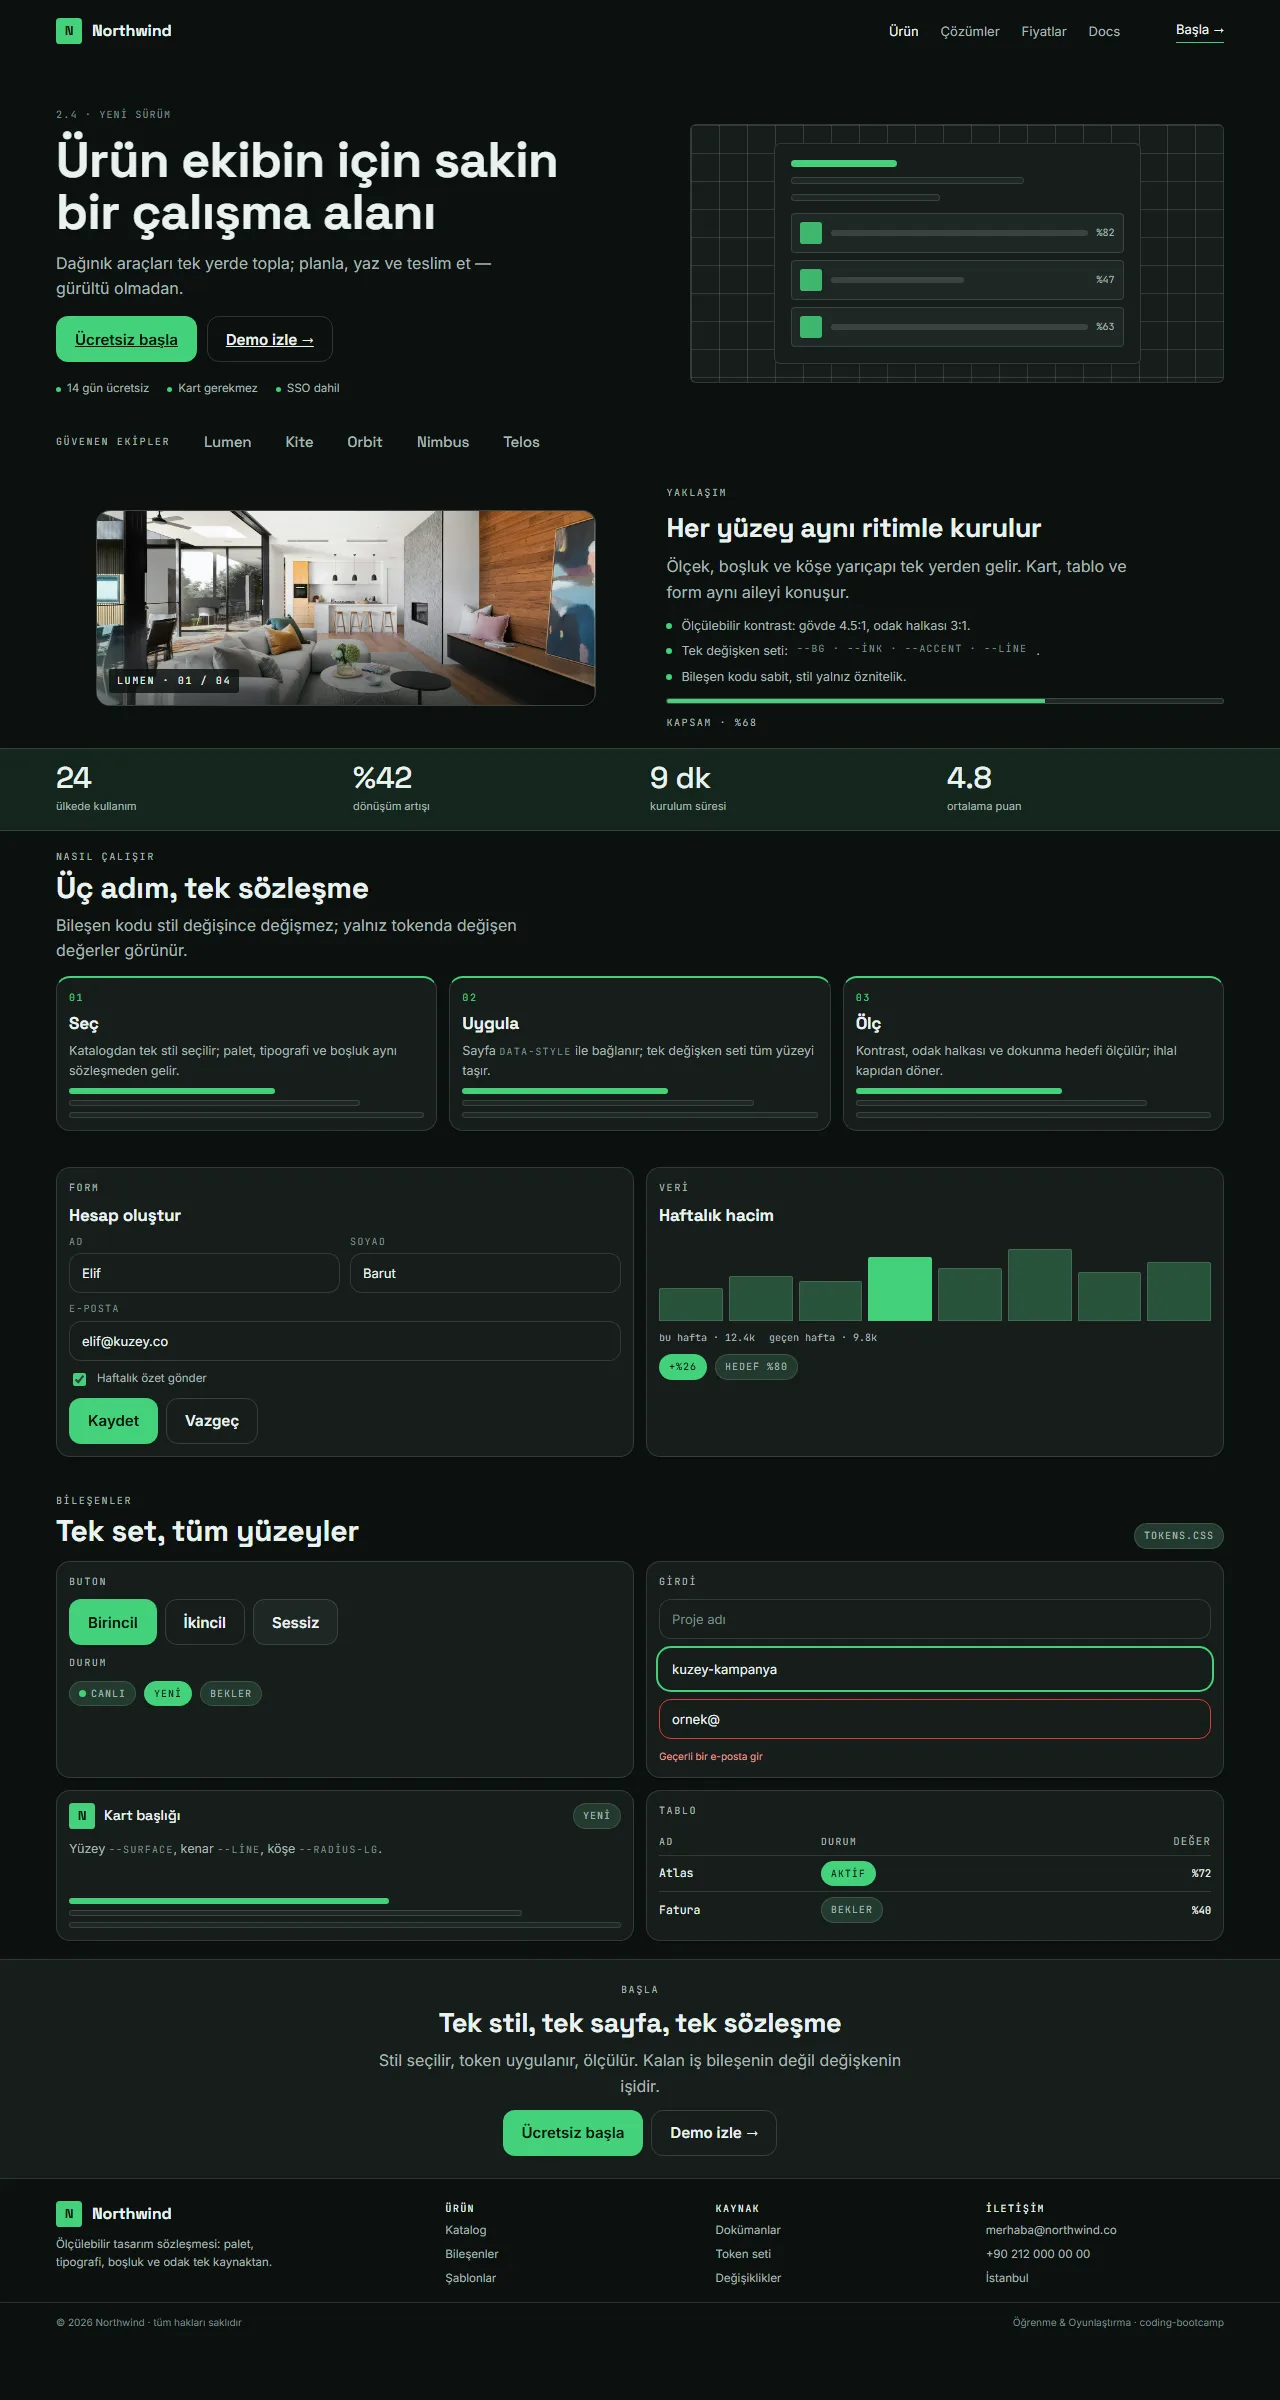 N Northwind
Ürün Çözümler Fiyatlar Docs Başla →
2.4 · YENİ SÜRÜM
Ürün ekibin için sakin
bir çalışma alanı
Dağınık araçları tek yerde topla; planla, yaz ve teslim et —
gürültü olmadan.
Ücretsiz başla Demo izle →
14 gün ücretsiz Kart gerekmez SSO dahil
%82
%47
%63
GÜVENEN EKİPLER Lumen Kite Orbit Nimbus Telos
LUMEN · 01 / 04
YAKLAŞIM
Her yüzey aynı ritimle kurulur
Ölçek, boşluk ve köşe yarıçapı tek yerden gelir. Kart, tablo ve
form aynı aileyi konuşur.
Ölçülebilir kontrast: gövde 4.5:1, odak halkası 3:1.
Tek değişken seti: --BG · --İNK · --ACCENT · --LİNE .
Bileşen kodu sabit, stil yalnız öznitelik.
KAPSAM · %68
24 %42 9 dk 4.8
ülkede kullanım dönüşüm artışı kurulum süresi ortalama puan
NASIL ÇALIŞIR
Üç adım, tek sözleşme
Bileşen kodu stil değişince değişmez; yalnız tokenda değişen
değerler görünür.
01
Seç
Katalogdan tek stil seçilir; palet, tipografi ve boşluk aynı
sözleşmeden gelir.
02
Uygula
Sayfa DATA-STYLE ile bağlanır; tek değişken seti tüm yüzeyi
taşır.
03
Ölç
Kontrast, odak halkası ve dokunma hedefi ölçülür; ihlal
kapıdan döner.
FORM
Hesap oluştur
AD SOYAD
Elif Barut
E-POSTA
elif@kuzey.co
Haftalık özet gönder
Kaydet Vazgeç
VERİ
Haftalık hacim
bu hafta · 12.4k geçen hafta · 9.8k
+%26 HEDEF %80
BİLEŞENLER
Tek set, tüm yüzeyler
TOKENS.CSS
BUTON
Birincil İkincil Sessiz
DURUM
CANLI YENİ BEKLER
GİRDİ
Proje adı
kuzey-kampanya
ornek@
Geçerli bir e-posta gir
N Kart başlığı YENİ
Yüzey --SURFACE, kenar --LİNE, köşe --RADİUS-LG.
TABLO
AD DURUM DEĞER
Atlas AKTİF %72
Fatura BEKLER %40
BAŞLA
Tek stil, tek sayfa, tek sözleşme
Stil seçilir, token uygulanır, ölçülür. Kalan iş bileşenin değil değişkenin
işidir.
Ücretsiz başla Demo izle →
N Northwind
Ölçülebilir tasarım sözleşmesi: palet,
tipografi, boşluk ve odak tek kaynaktan.
ÜRÜN
Katalog
Bileşenler
Şablonlar
KAYNAK
Dokümanlar
Token seti
Değişiklikler
İLETİŞİM
merhaba@northwind.co
+90 212 000 00 00
İstanbul
© 2026 Northwind · tüm hakları saklıdır
Öğrenme & Oyunlaştırma · coding-bootcamp